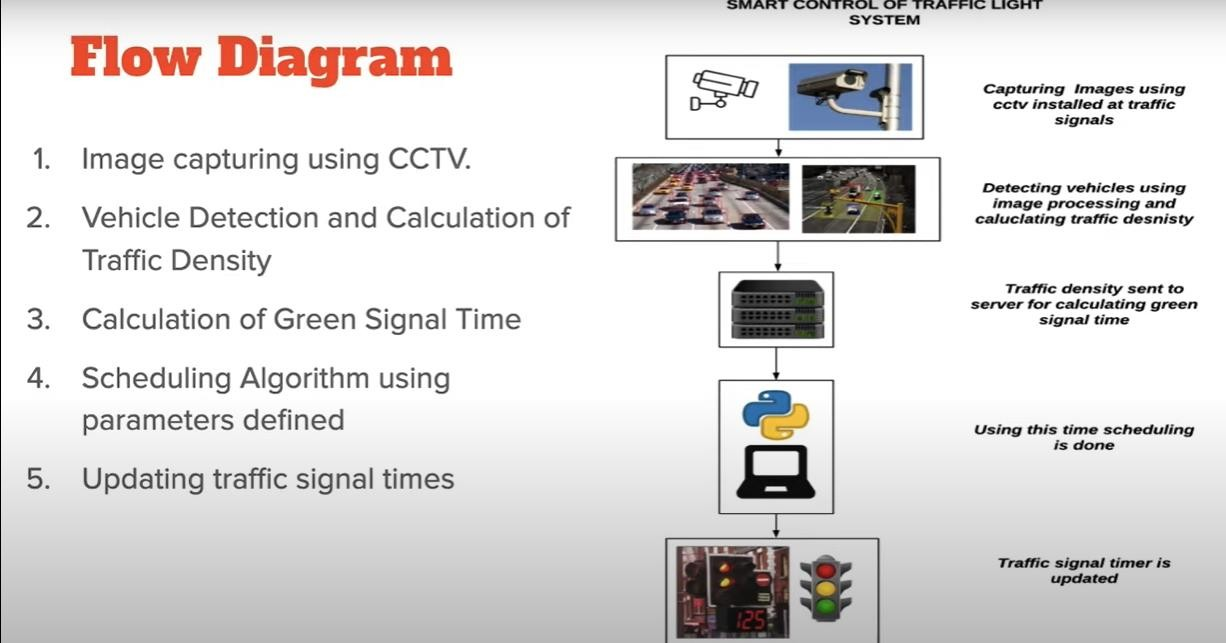 SMART CONTROL OF TRAFFIC LIGHT
SYSTEM
Flow Diagram
1. Image capturing using CCTV.
2. Vehicle Detection and Calculation of
Traffic Density
3. Calculation of Green Signal Time
4. Scheduling Algorithm using
parameters defined
5. Updating traffic signal times
Capturing Images using
cctv installed at traffic
signals
Detecting vehicles using
image processing and
caluclating traffic desnisty
Traffic density sent to
server for calculating green
signal time
Using this time scheduling
is done
Traffic signal timer is
updated
125